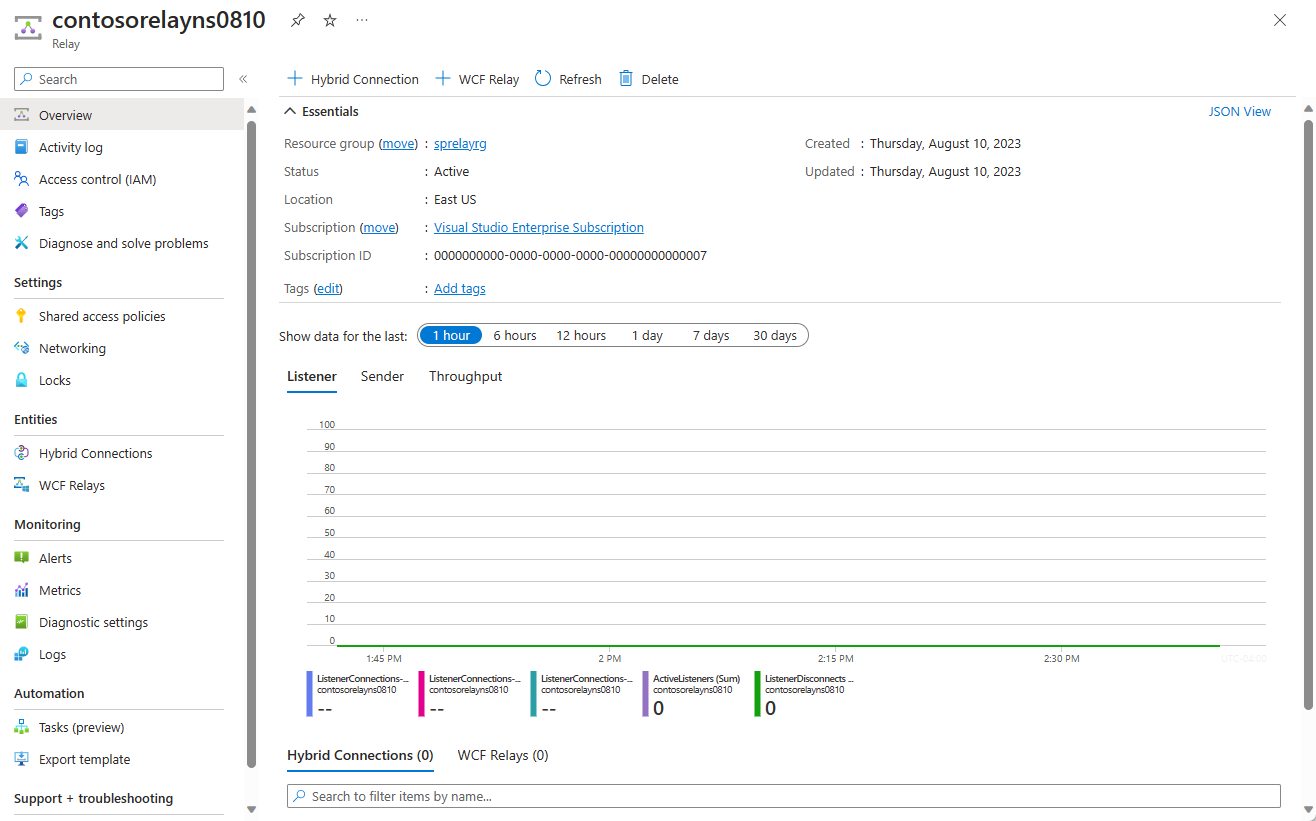 contosorelayns0810
Relay
Search
Overview
Activity log
Access control (IAM)
Tags
Diagnose and solve problems
Settings
Shared access policies
Networking
Locks
Entities
Hybrid Connections
WCF Relays
Monitoring
Alerts
Metrics
Diagnostic settings
Logs
Automation
Tasks (preview)
Export template
Support + troubleshooting
Hybrid Connection WCF Relay Refresh Delete
Essentials JSON View
Resource group (move) : sprelayrg
Status : Active
Location : East US
Subscription (move) : Visual Studio Enterprise Subscription
Subscription ID : 0000000000-0000-0000-0000-00000000000007
Tags (edit) : Add tags
Created : Thursday, August 10, 2023
Updated : Thursday, August 10, 2023
Show data for the last: 1 hour 6 hours 12 hours 1 day 7 days 30 days
Listener Sender Throughput
100
90
80
70
60
50
40
30
20
10
0
1:45 PM 2 PM 2:15 PM 2:30 PM UTC-04:00
ListenerConnections-...
contosorelayns0810
--
ListenerConnections-...
contosorelayns0810
--
ListenerConnections-...
contosorelayns0810
--
ActiveListeners (Sum)
contosorelayns0810
0
ListenerDisconnects ...
contosorelayns0810
0
Hybrid Connections (0) WCF Relays (0)
Search to filter items by name...